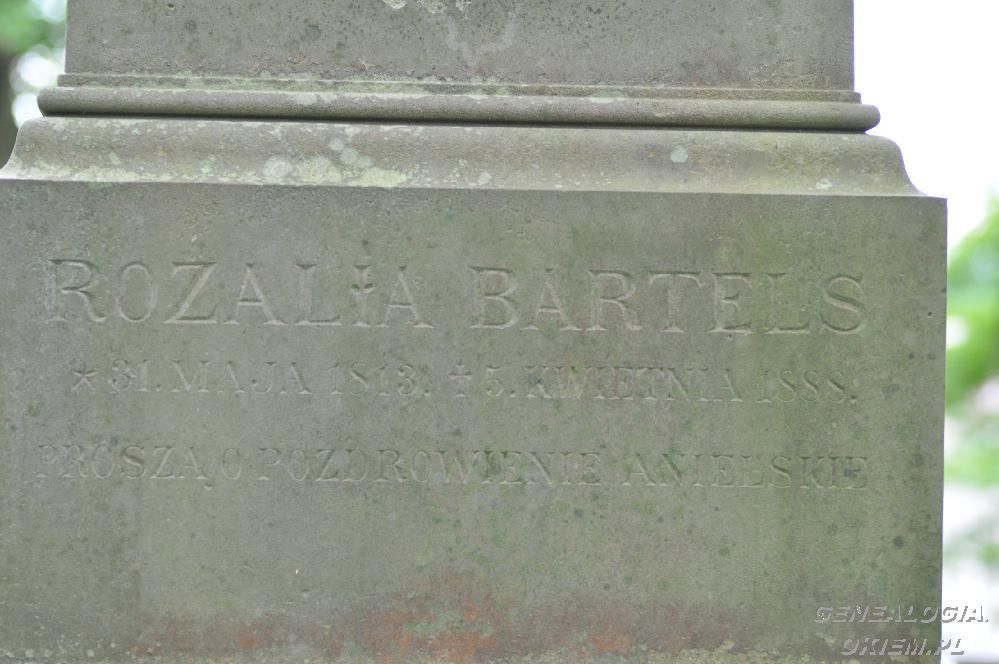 ROZALIA BARTELS
* 31. MAJA 1813. † 5. KWIETNIA 1888.
PROSZĄ O POZDROWIENIE ANIELSKIE
GENEALOGIA.
OKIEM.PL